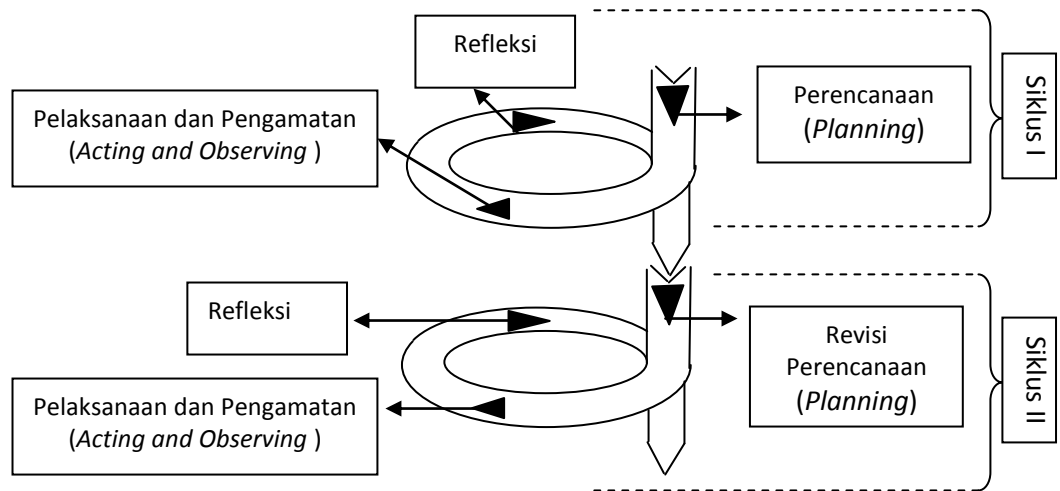 Refleksi
Pelaksanaan dan Pengamatan
(Acting and Observing )
Perencanaan
(Planning)
Siklus I
Refleksi
Pelaksanaan dan Pengamatan
(Acting and Observing )
Revisi
Perencanaan
(Planning)
Siklus II